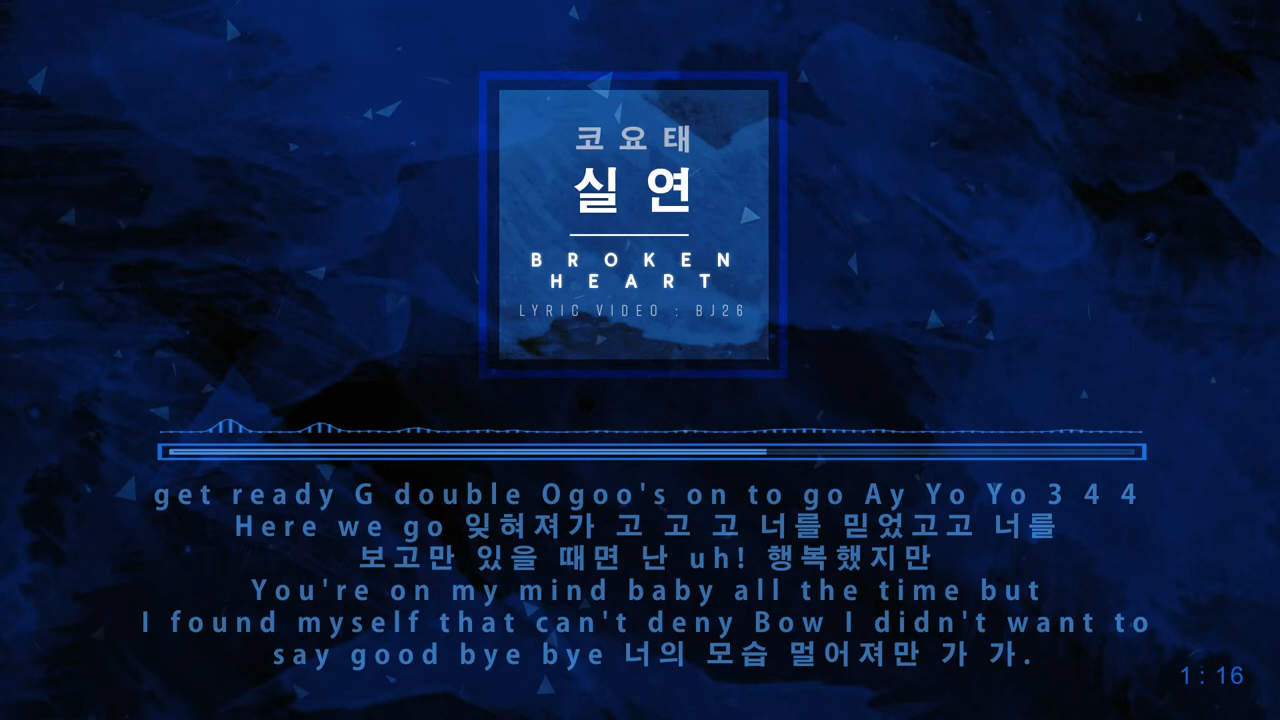 코요태
실연
BROKEN
HEART
LYRIC VIDEO : BJ26
get ready G double Ogoo's on to go Ay Yo Yo 3 4 4
Here we go 잊혀져가 고 고 고 너를 믿었고고 너를
보고만 있을 때면 난 uh! 행복했지만
You're on my mind baby all the time but
I found myself that can't deny Bow I didn't want to
say good bye bye 너의 모습 멀어져만 가 가.
1 : 16